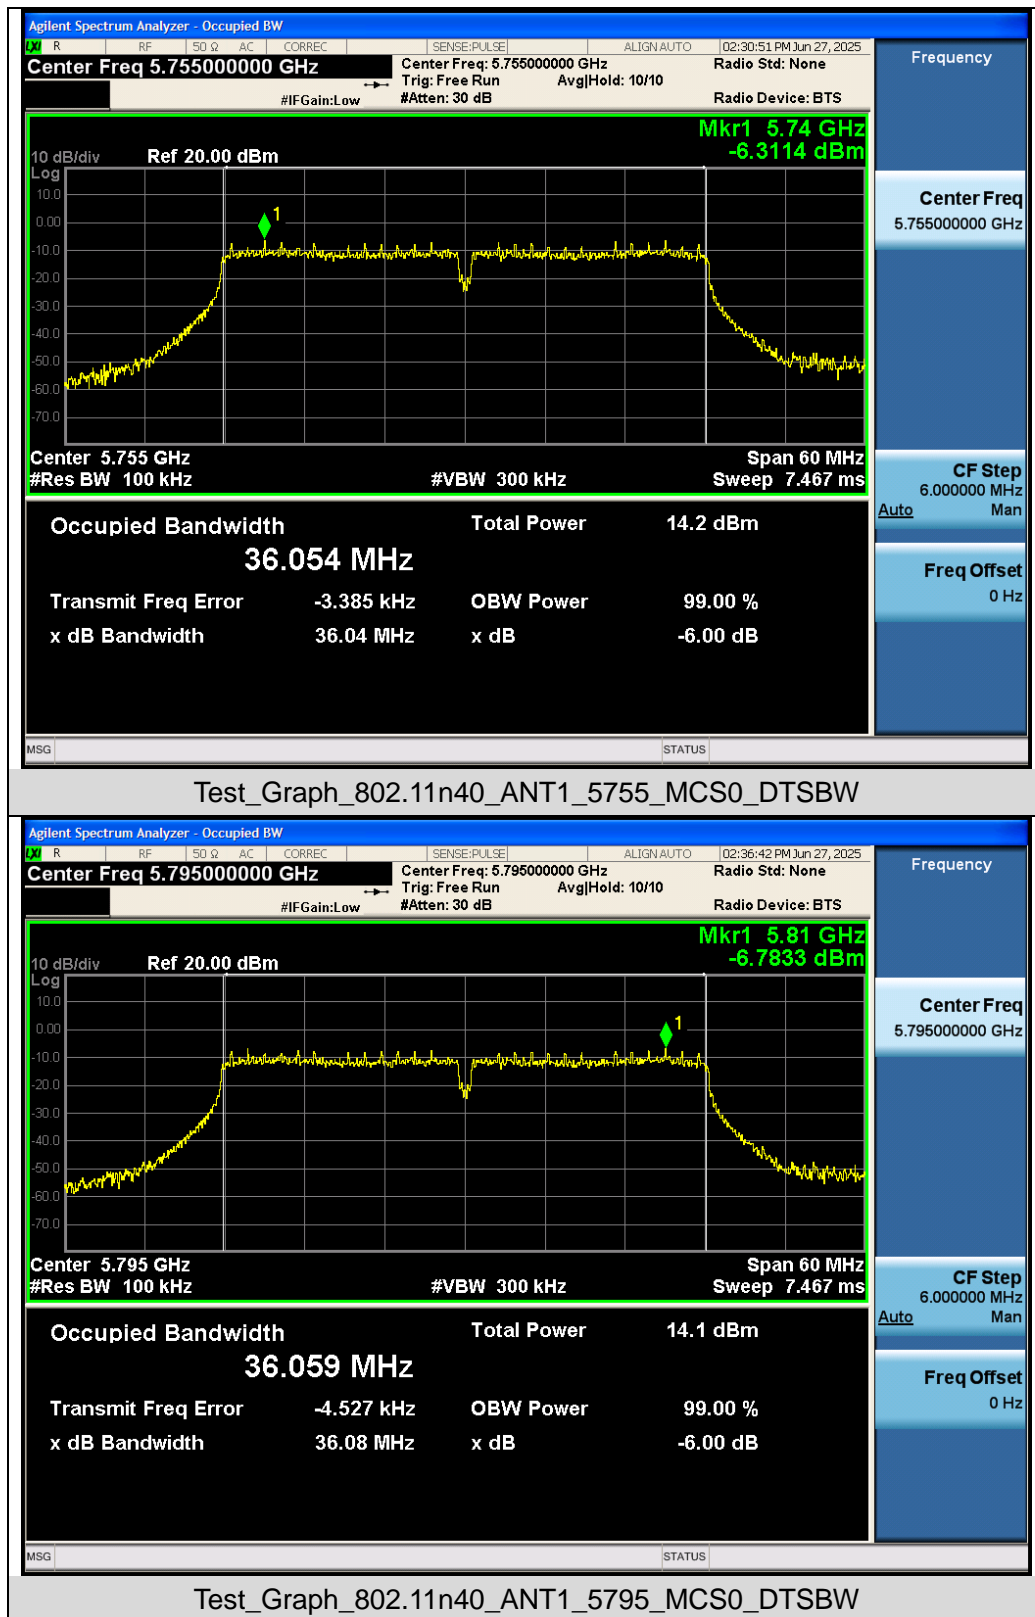 Agilent Spectrum Analyzer - Occupied BW
LXI R RF 50 Ω AC CORREC SENSE:PULSE ALIGN AUTO 02:30:51 PM Jun 27, 2025
Center Freq 5.755000000 GHz
Center Freq: 5.755000000 GHz
Radio Std: None
Trig: Free Run Avg|Hold: 10/10
#IFGain:Low
#Atten: 30 dB
Radio Device: BTS
Frequency
Mkr1 5.74 GHz
-6.3114 dBm
10 dB/div Ref 20.00 dBm
Log
10.0
0.00
-10.0
-20.0
-30.0
-40.0
-50.0
-60.0
-70.0
1
Center 5.755 GHz Span 60 MHz
#Res BW 100 kHz #VBW 300 kHz Sweep 7.467 ms
Center Freq
5.755000000 GHz
CF Step
6.000000 MHz
Auto Man
Freq Offset
0 Hz
Occupied Bandwidth Total Power 14.2 dBm
36.054 MHz
Transmit Freq Error -3.385 kHz OBW Power 99.00 %
x dB Bandwidth 36.04 MHz x dB -6.00 dB
MSG STATUS
Test_Graph_802.11n40_ANT1_5755_MCS0_DTSBW
Agilent Spectrum Analyzer - Occupied BW
LXI R RF 50 Ω AC CORREC SENSE:PULSE ALIGN AUTO 02:36:42 PM Jun 27, 2025
Center Freq 5.795000000 GHz
Center Freq: 5.795000000 GHz
Radio Std: None
Trig: Free Run Avg|Hold: 10/10
#IFGain:Low
#Atten: 30 dB
Radio Device: BTS
Frequency
Mkr1 5.81 GHz
-6.7833 dBm
10 dB/div Ref 20.00 dBm
Log
10.0
0.00
-10.0
-20.0
-30.0
-40.0
-50.0
-60.0
-70.0
1
Center 5.795 GHz Span 60 MHz
#Res BW 100 kHz #VBW 300 kHz Sweep 7.467 ms
Center Freq
5.795000000 GHz
CF Step
6.000000 MHz
Auto Man
Freq Offset
0 Hz
Occupied Bandwidth Total Power 14.1 dBm
36.059 MHz
Transmit Freq Error -4.527 kHz OBW Power 99.00 %
x dB Bandwidth 36.08 MHz x dB -6.00 dB
MSG STATUS
Test_Graph_802.11n40_ANT1_5795_MCS0_DTSBW